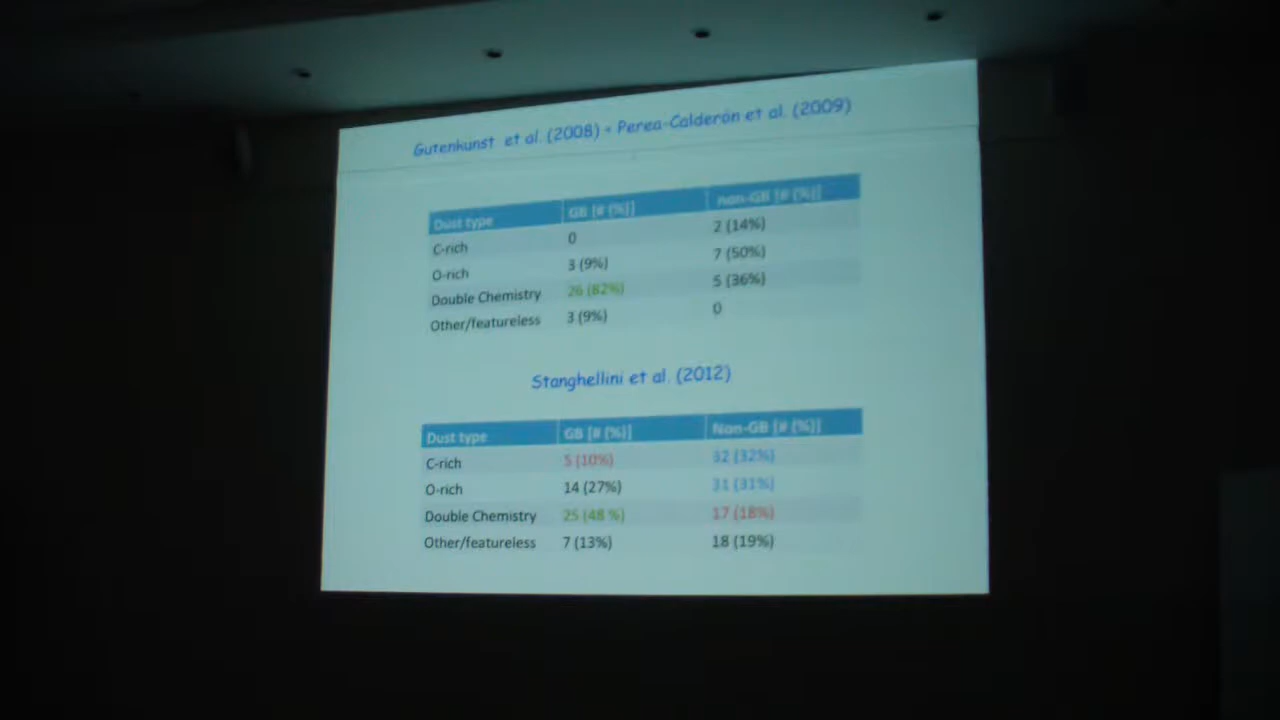 Gutenkunst et al. (2008) + Perea-Calderón et al. (2009)
Dust type GB [# (%)] non-GB [# (%)]
C-rich 0 2 (14%)
O-rich 3 (9%) 7 (50%)
Double Chemistry 26 (82%) 5 (36%)
Other/featureless 3 (9%) 0
Stanghellini et al. (2012)
Dust type GB [# (%)] Non-GB [# (%)]
C-rich 5 (10%) 32 (32%)
O-rich 14 (27%) 31 (31%)
Double Chemistry 25 (48 %) 17 (18%)
Other/featureless 7 (13%) 18 (19%)